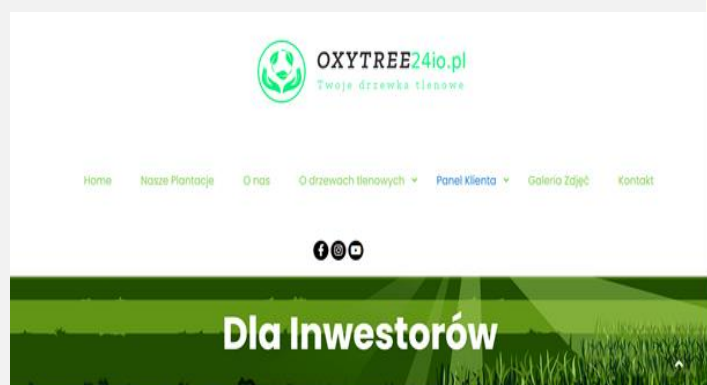 OXYTREE24io.pl
Twoje drzewka tlenowe
Home Nasze Plantacje O nas O drzewach tlenowych Panel Klienta Galeria Zdjęć Kontakt
Dla Inwestorów